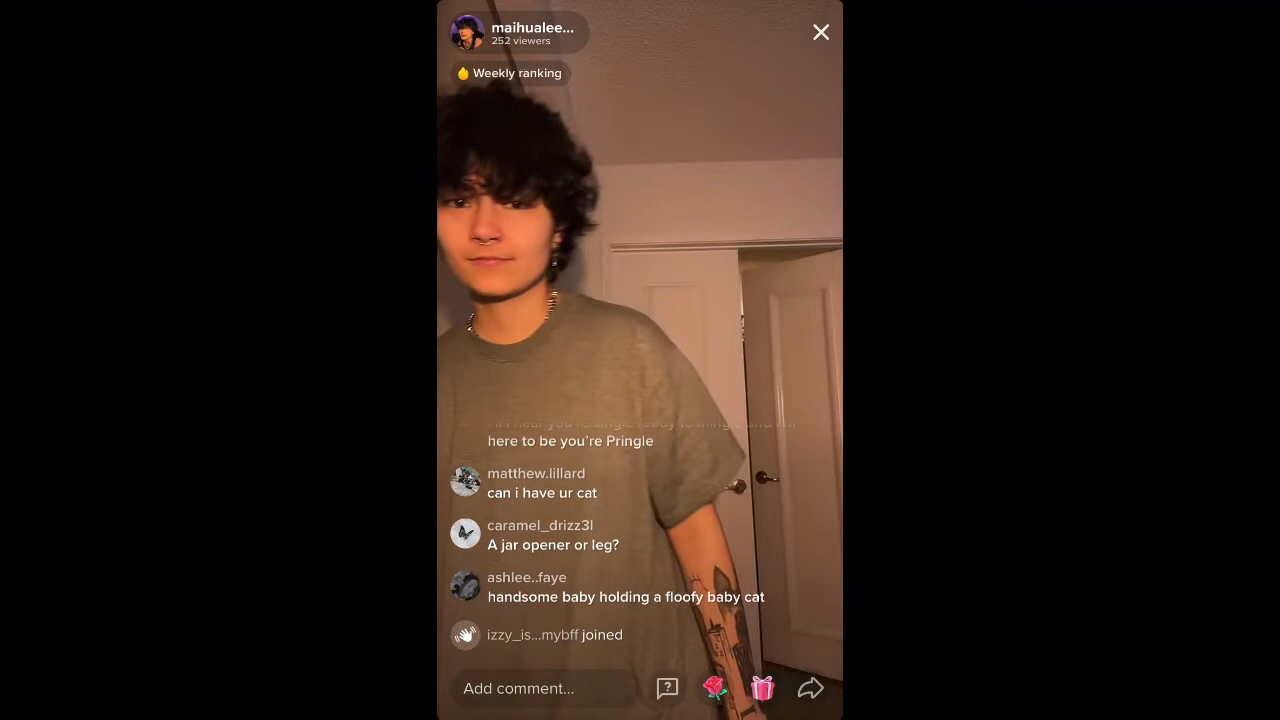 maihualee...
252 viewers
Weekly ranking
here to be you're Pringle
matthew.lillard
can i have ur cat
caramel_drizz3l
A jar opener or leg?
ashlee..faye
handsome baby holding a floofy baby cat
izzy_is...mybff joined
Add comment...